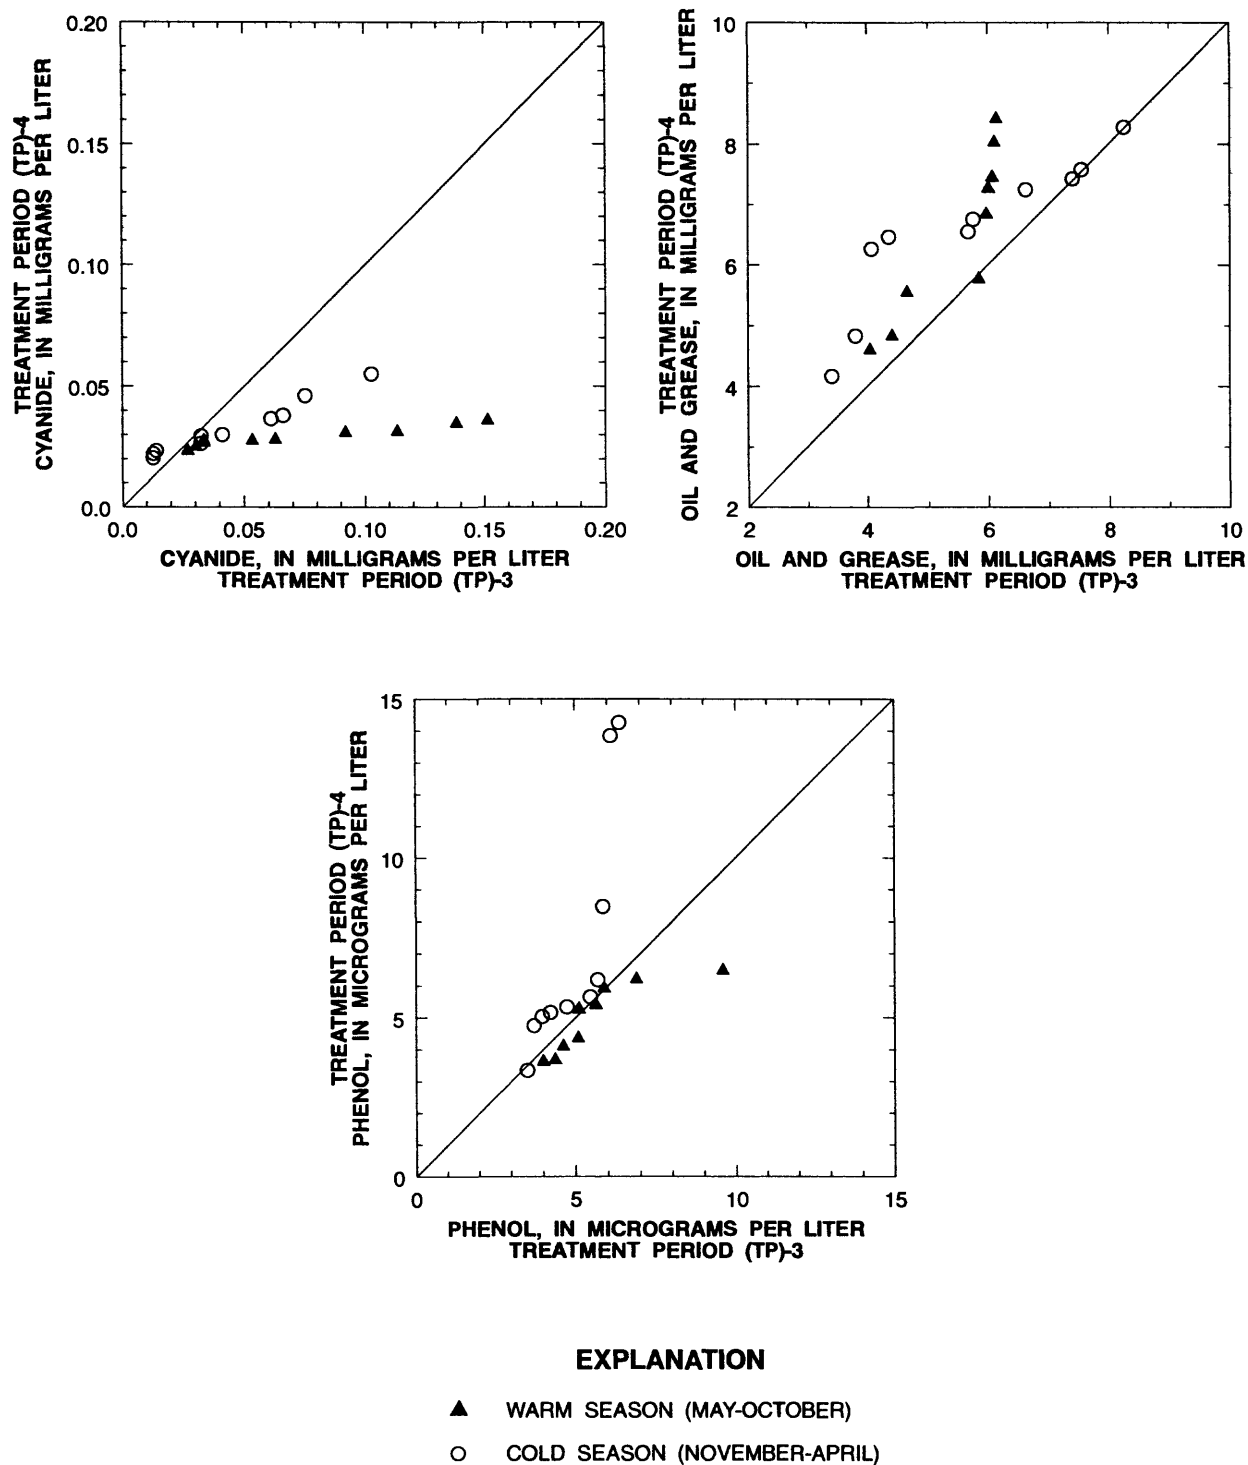 TREATMENT PERIOD (TP)-4
CYANIDE, IN MILLIGRAMS PER LITER
0.20
0.15
0.10
0.05
0.0
0.0 0.05 0.10 0.15 0.20
CYANIDE, IN MILLIGRAMS PER LITER
TREATMENT PERIOD (TP)-3
TREATMENT PERIOD (TP)-4
OIL AND GREASE, IN MILLIGRAMS PER LITER
10
8
6
4
2
2 4 6 8 10
OIL AND GREASE, IN MILLIGRAMS PER LITER
TREATMENT PERIOD (TP)-3
TREATMENT PERIOD (TP)-4
PHENOL, IN MICROGRAMS PER LITER
15
10
5
0
0 5 10 15
PHENOL, IN MICROGRAMS PER LITER
TREATMENT PERIOD (TP)-3
EXPLANATION
WARM SEASON (MAY-OCTOBER)
COLD SEASON (NOVEMBER-APRIL)